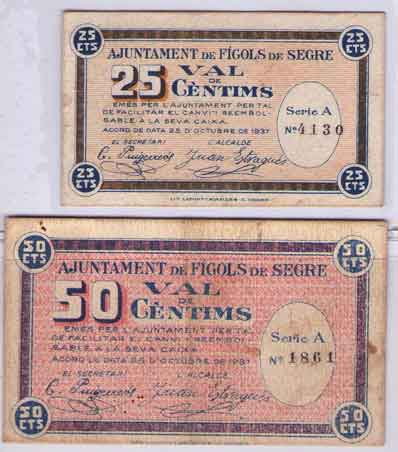 25 CTS
25 CTS
AJUNTAMENT DE FÍGOLS DE SEGRE
25 VAL
DE
CÈNTIMS
EMÈS PER L'AJUNTAMENT PER TAL
DE FACILITAR EL CANVI I REEMBOL-
SABLE A LA SEVA CAIXA.
ACORD DE DATA 25 D'OCTUBRE DE 1937
Serie A
Nº 4130
EL SECRETARI L'ALCALDE
25 CTS
25 CTS
50 CTS
50 CTS
AJUNTAMENT DE FÍGOLS DE SEGRE
50 VAL
DE
CÈNTIMS
EMÈS PER L'AJUNTAMENT PER TAL
DE FACILITAR EL CANVI I REEMBOL-
SABLE A LA SEVA CAIXA.
ACORD DE DATA 25 D'OCTUBRE DE 1937
Serie A
Nº 1861
EL SECRETARI L'ALCALDE
50 CTS
50 CTS